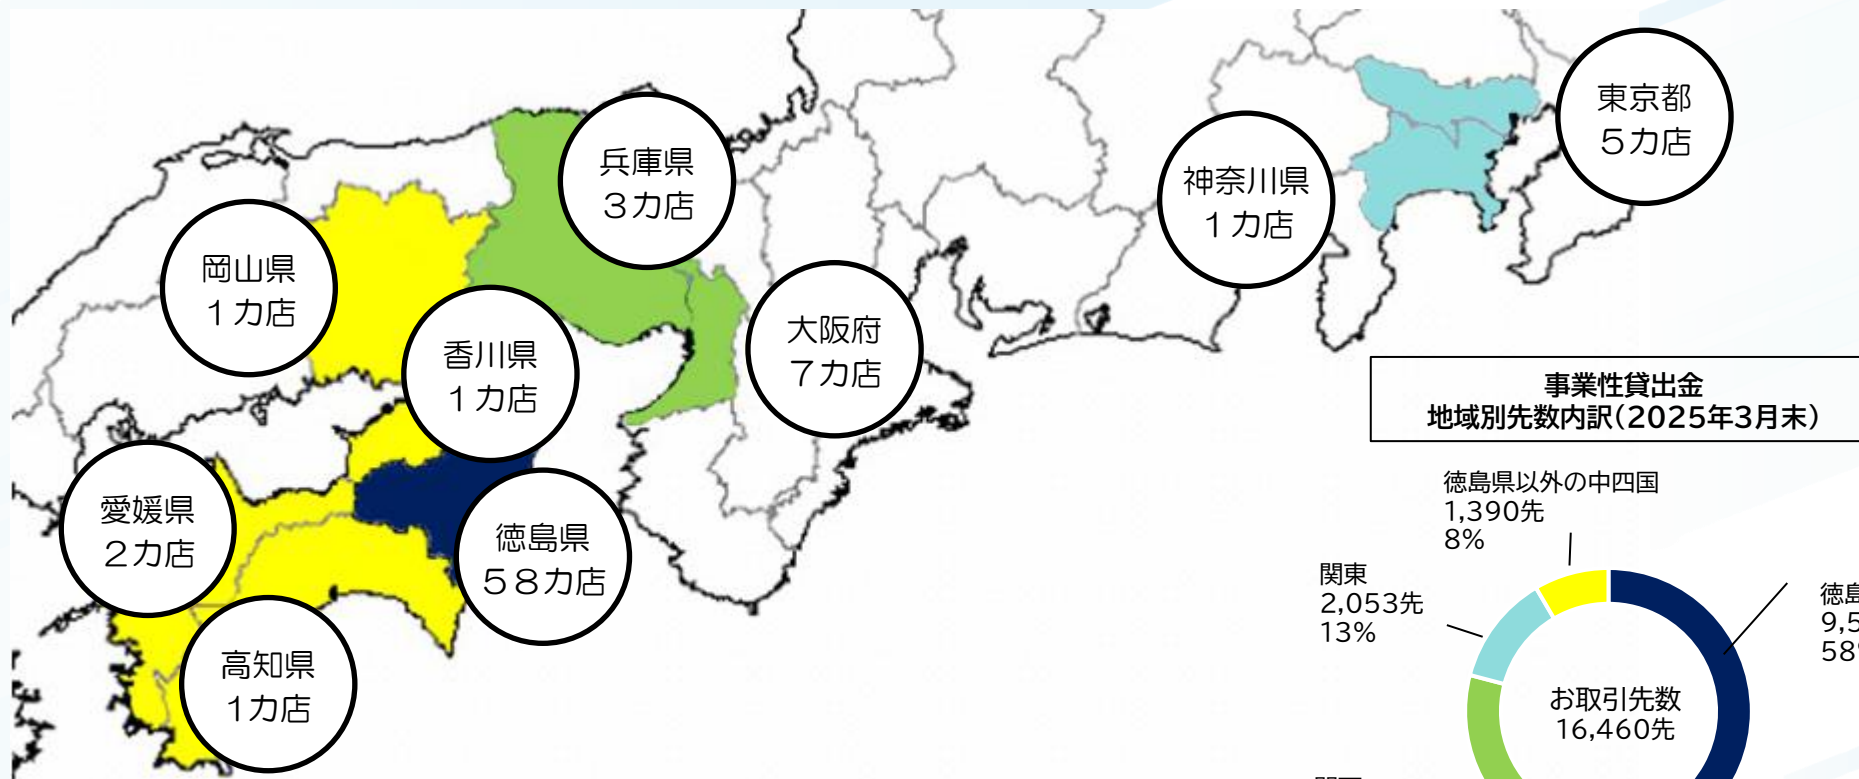 東京都
５カ店
兵庫県
３カ店
神奈川県
１カ店
岡山県
１カ店
大阪府
７カ店
香川県
１カ店
愛媛県
２カ店
徳島県
５８カ店
高知県
１カ店
事業性貸出金
地域別先数内訳（2025年3月末）
徳島県以外の中四国
1,390先
8%
関東
2,053先
13%
お取引先数
16,460先